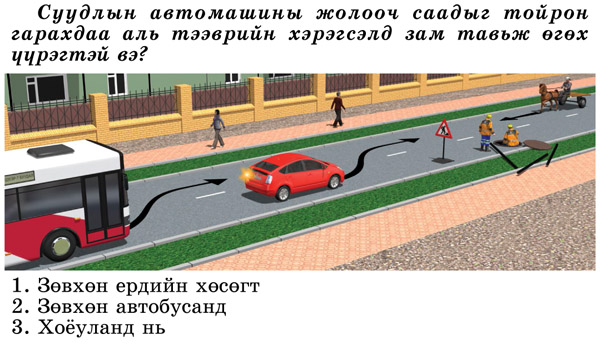 Суудлын автомашины жолооч саадыг тойрон
гарахдаа аль тээврийн хэрэгсэлд зам тавьж өгөх
үүрэгтэй вэ?
1. Зөвхөн ердийн хөсөгт
2. Зөвхөн автобусанд
3. Хоёуланд нь